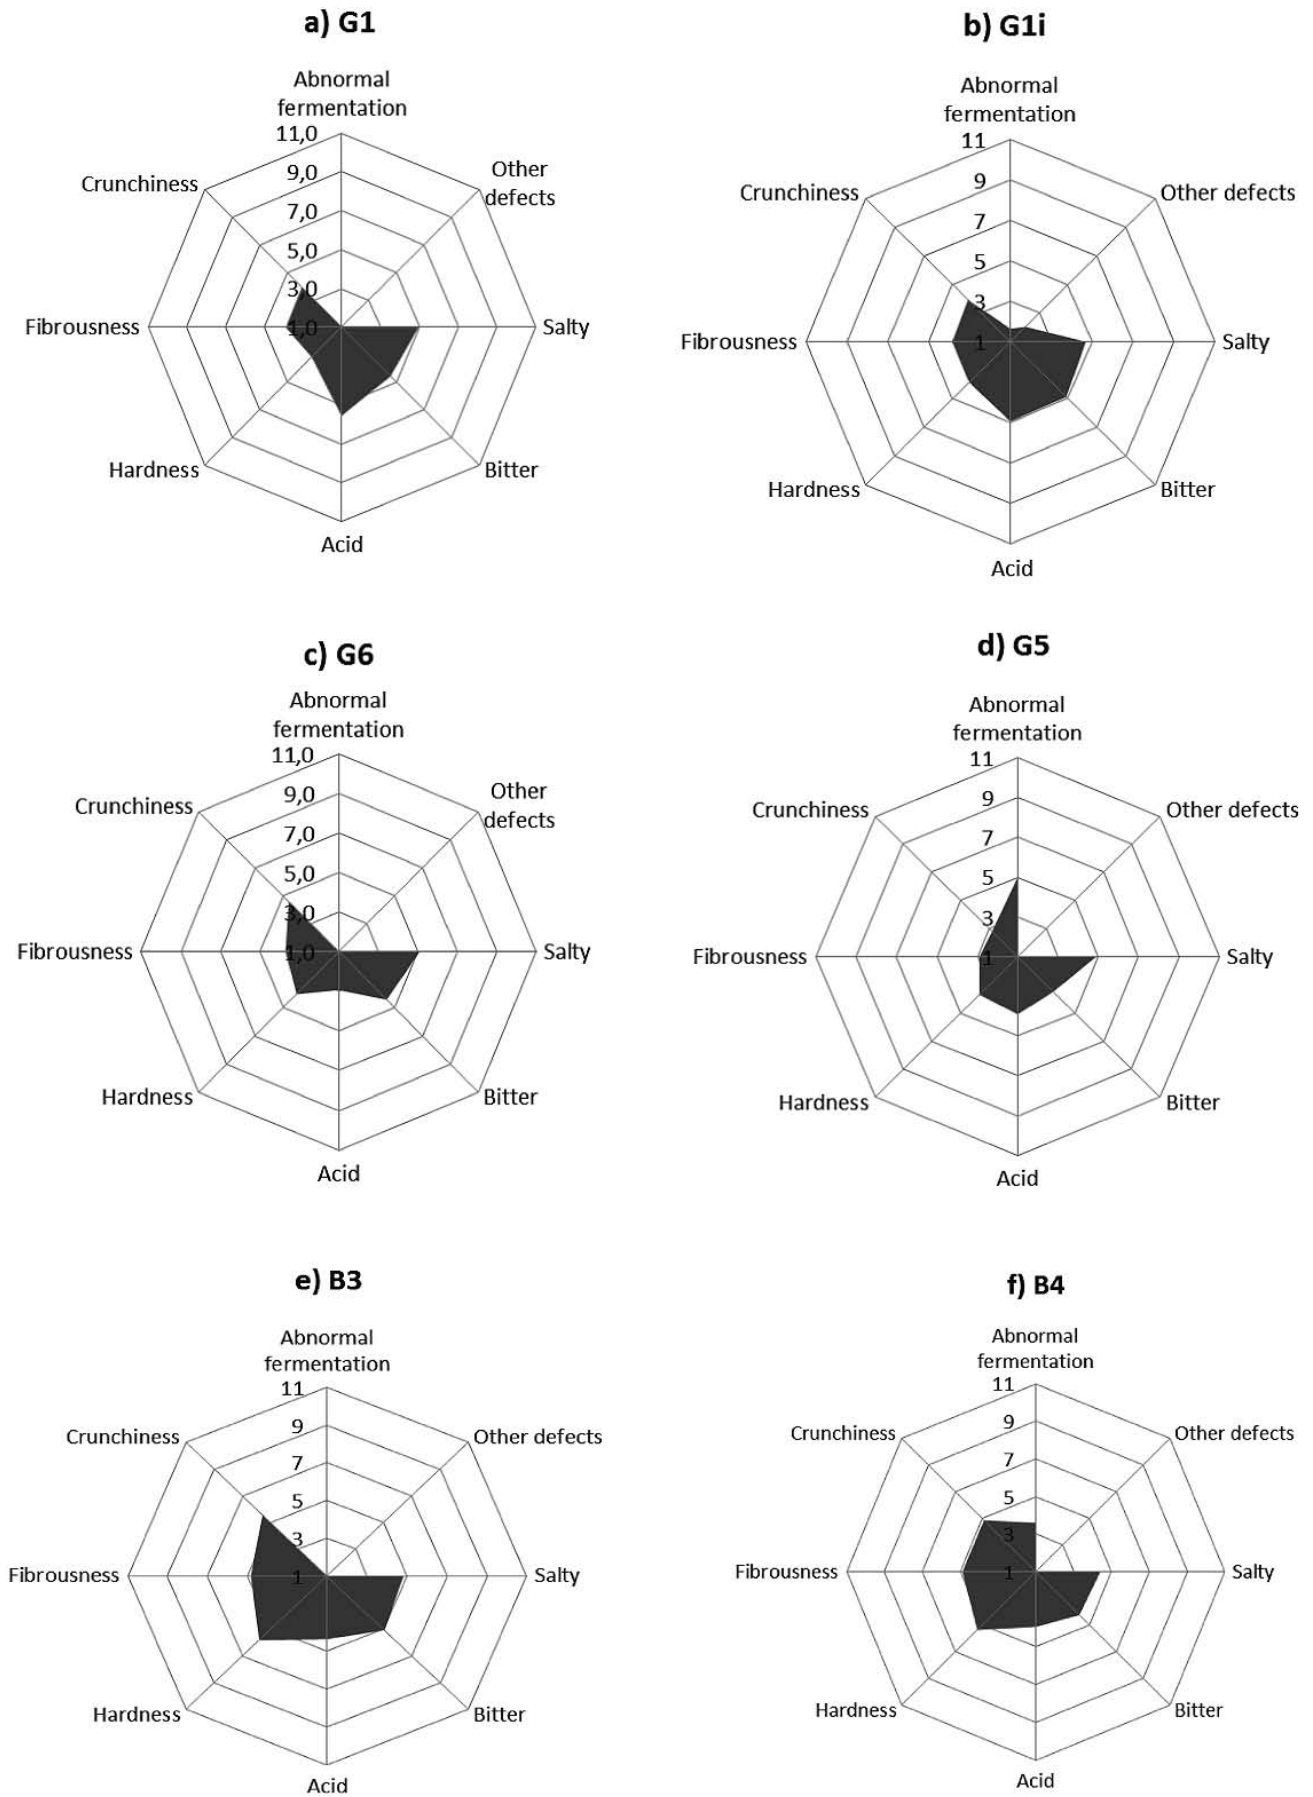 a) G1
Abnormal
fermentation
11,0
9,0
7,0
5,0
3,0
1,0
Other
defects
Salty
Bitter
Acid
Hardness
Fibrousness
Crunchiness
b) G1i
Abnormal
fermentation
11
9
7
5
3
1
Other defects
Salty
Bitter
Acid
Hardness
Fibrousness
Crunchiness
c) G6
Abnormal
fermentation
11,0
9,0
7,0
5,0
3,0
1,0
Other
defects
Salty
Bitter
Acid
Hardness
Fibrousness
Crunchiness
d) G5
Abnormal
fermentation
11
9
7
5
3
1
Other defects
Salty
Bitter
Acid
Hardness
Fibrousness
Crunchiness
e) B3
Abnormal
fermentation
11
9
7
5
3
1
Other defects
Salty
Bitter
Acid
Hardness
Fibrousness
Crunchiness
f) B4
Abnormal
fermentation
11
9
7
5
3
1
Other defects
Salty
Bitter
Acid
Hardness
Fibrousness
Crunchiness